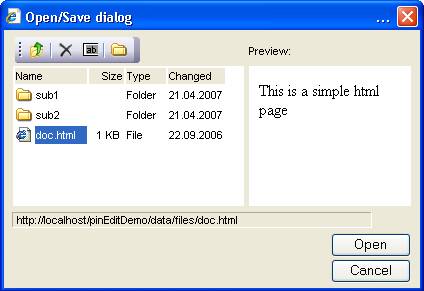 Open/Save dialog ...
ab
Preview:
Name Size Type Changed
sub1 Folder 21.04.2007
sub2 Folder 21.04.2007
doc.html 1 KB File 22.09.2006
This is a simple html
page
http://localhost/pinEditDemo/data/files/doc.html
Open
Cancel